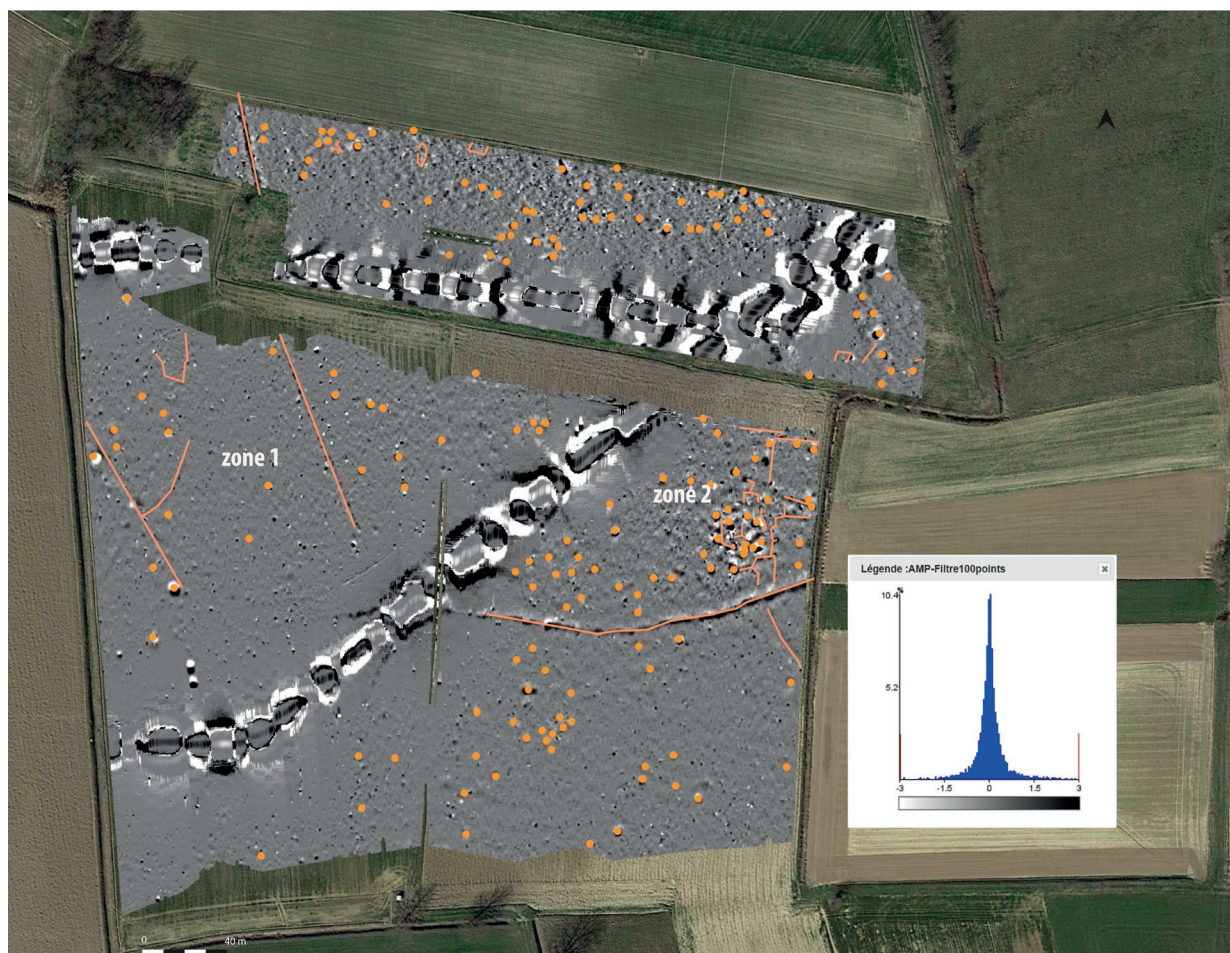 zone 1
zone 2
Légende :AMP-Filtre100points
%
10.4
5.2
-3 -1.5 0 1.5 3
0 40 m